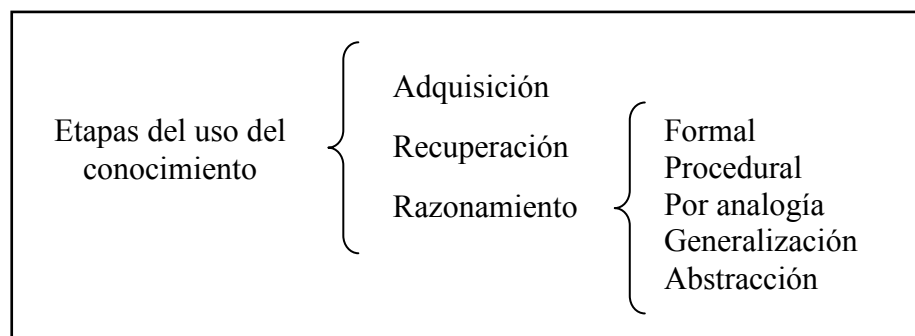 Etapas del uso del
conocimiento
Adquisición
Recuperación
Razonamiento
Formal
Procedural
Por analogía
Generalización
Abstracción